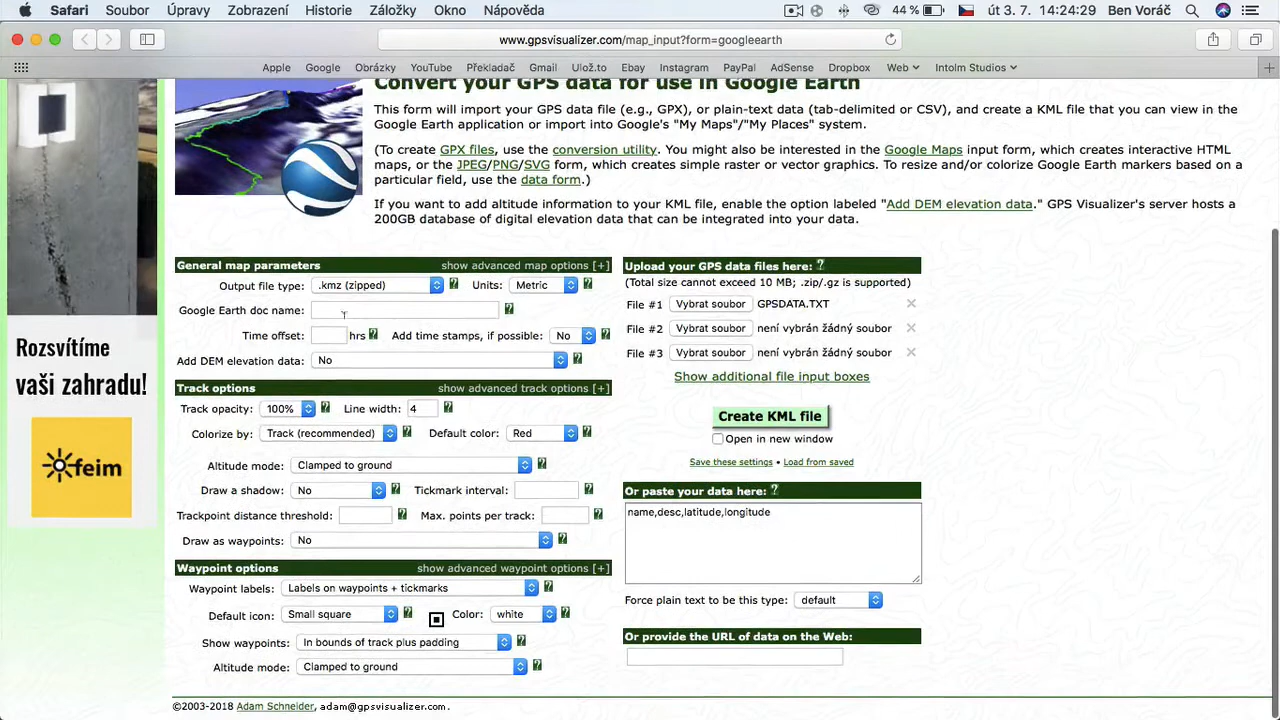 Safari Soubor Úpravy Zobrazení Historie Záložky Okno Nápověda 44 % út 3. 7. 14:24:29 Ben Voráč
www.gpsvisualizer.com/map_input?form=googleearth
Apple Google Obrázky YouTube Překladač Gmail Ulož.to Ebay Instagram PayPal AdSense Dropbox Web Intolm Studios
Convert your GPS data for use in Google Earth
This form will import your GPS data file (e.g., GPX), or plain-text data (tab-delimited or CSV), and create a KML file that you can view in the
Google Earth application or import into Google's "My Maps"/"My Places" system.
(To create GPX files, use the conversion utility. You might also be interested in the Google Maps input form, which creates interactive HTML
maps, or the JPEG/PNG/SVG form, which creates simple raster or vector graphics. To resize and/or colorize Google Earth markers based on a
particular field, use the data form.)
If you want to add altitude information to your KML file, enable the option labeled "Add DEM elevation data." GPS Visualizer's server hosts a
200GB database of digital elevation data that can be integrated into your data.
Rozsvítíme
vaši zahradu!
feim
General map parameters show advanced map options [+]
Output file type: .kmz (zipped) ? Units: Metric ?
Google Earth doc name: ?
Time offset: hrs ? Add time stamps, if possible: No ?
Add DEM elevation data: No ?
Track options show advanced track options [+]
Track opacity: 100% ? Line width: 4 ?
Colorize by: Track (recommended) ? Default color: Red ?
Altitude mode: Clamped to ground ?
Draw a shadow: No ? Tickmark interval: ?
Trackpoint distance threshold: ? Max. points per track: ?
Draw as waypoints: No ?
Waypoint options show advanced waypoint options [+]
Waypoint labels: Labels on waypoints + tickmarks ?
Default icon: Small square ? Color: white ?
Show waypoints: In bounds of track plus padding ?
Altitude mode: Clamped to ground ?
Upload your GPS data files here: ?
(Total size cannot exceed 10 MB; .zip/.gz is supported)
File #1 Vybrat soubor GPSDATA.TXT
File #2 Vybrat soubor není vybrán žádný soubor
File #3 Vybrat soubor není vybrán žádný soubor
Show additional file input boxes
Create KML file
Open in new window
Save these settings • Load from saved
Or paste your data here: ?
name,desc,latitude,longitude
Force plain text to be this type: default
Or provide the URL of data on the Web:
©2003-2018 Adam Schneider, adam@gpsvisualizer.com.